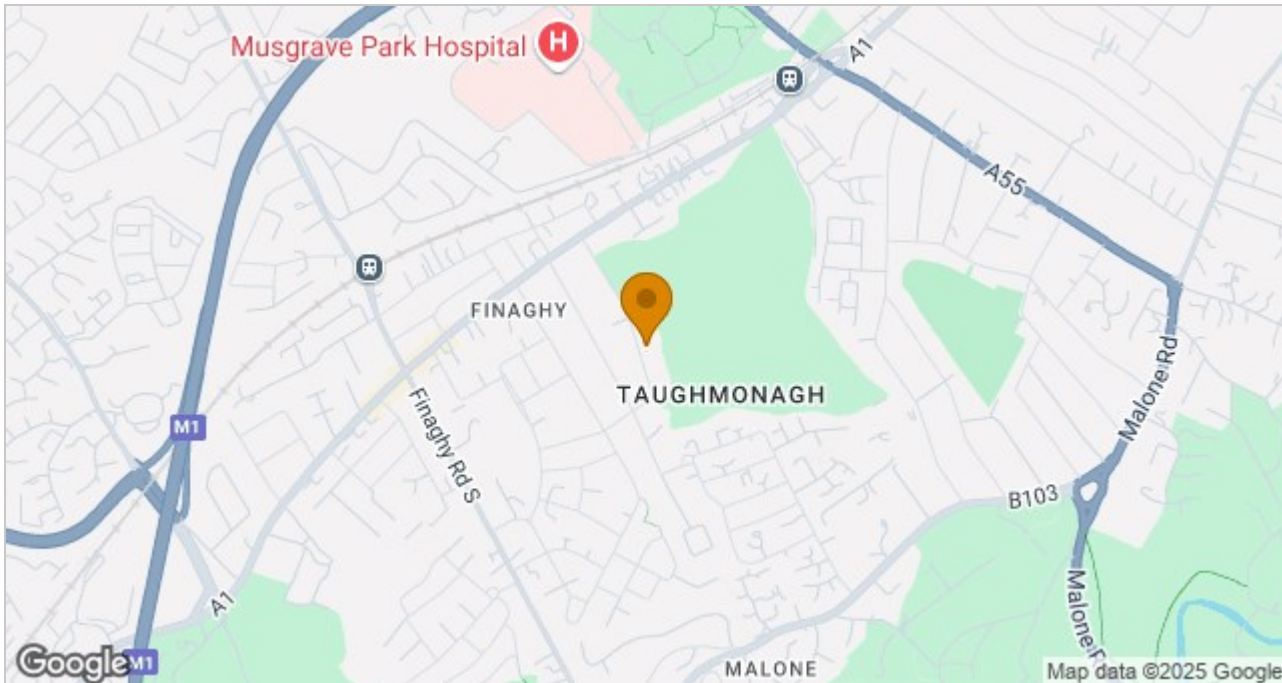 Musgrave Park Hospital
H
A1
A55
FINAGHY
TAUGHMONAGH
Malone Rd
M1
Finaghy Rd S
B103
A1
Malone Rd
MALONE
Google
M1
Map data ©2025 Google